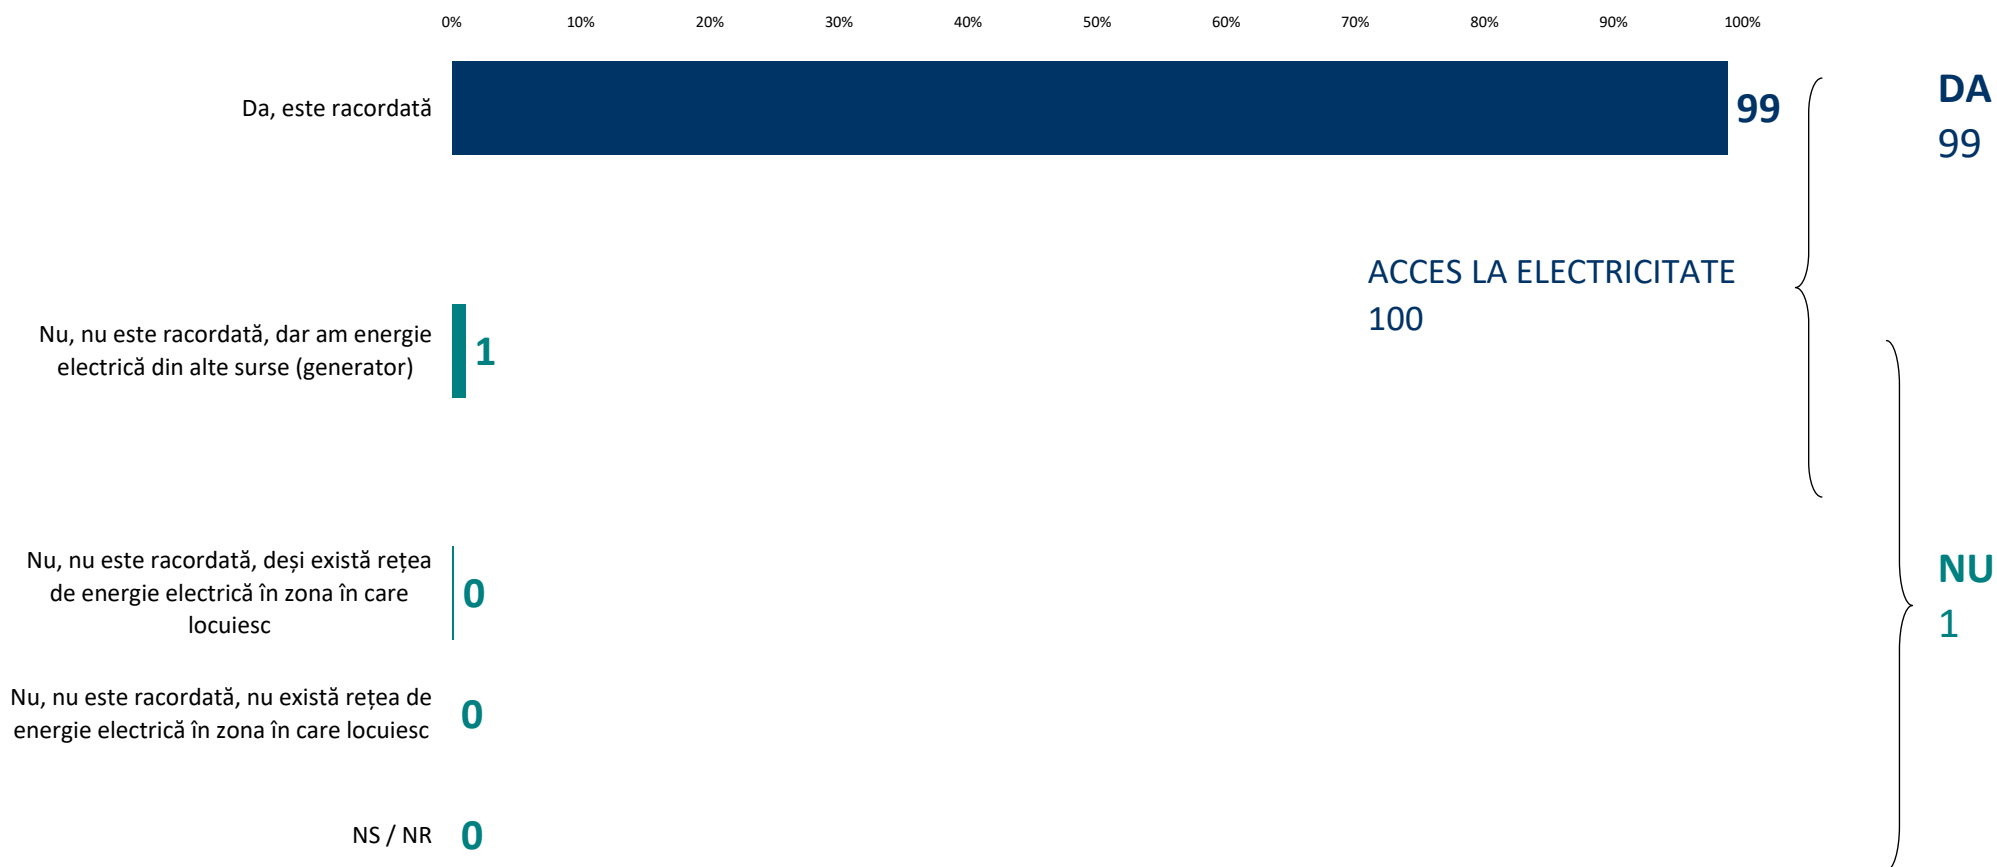 0% 10% 20% 30% 40% 50% 60% 70% 80% 90% 100%
Da, este racordată
99
DA
99
ACCES LA ELECTRICITATE
100
Nu, nu este racordată, dar am energie
electrică din alte surse (generator)
1
Nu, nu este racordată, deși există rețea
de energie electrică în zona în care
locuiesc
0
NU
1
Nu, nu este racordată, nu există rețea de
energie electrică în zona în care locuiesc
0
NS / NR
0